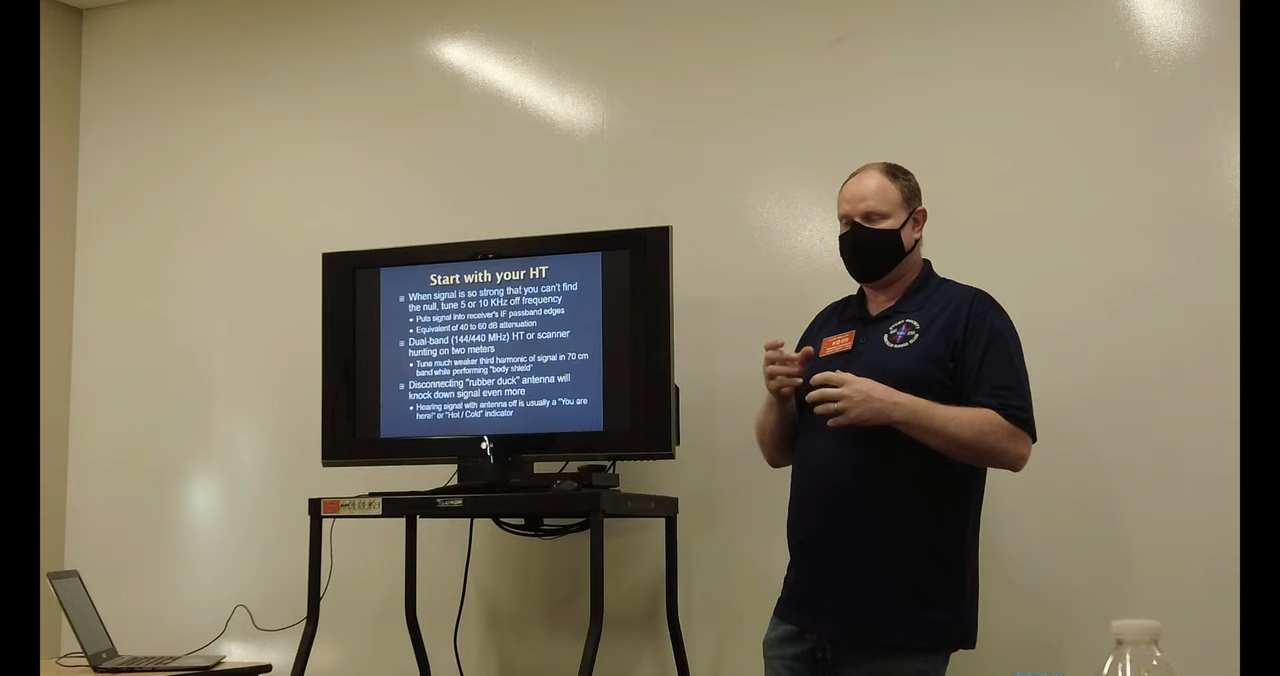 Start with your HT
When signal is so strong that you can't find
the null, tune 5 or 10 KHz off frequency
Puts signal into receiver's IF passband edges
Equivalent of 40 to 60 dB attenuation
Dual-band (144/440 MHz) HT or scanner
hunting on two meters
Tune much weaker third harmonic of signal in 70 cm
band while performing "body shield"
Disconnecting "rubber duck" antenna will
knock down signal even more
Hearing signal with antenna off is usually a "You are
here!" or "Hot / Cold" indicator